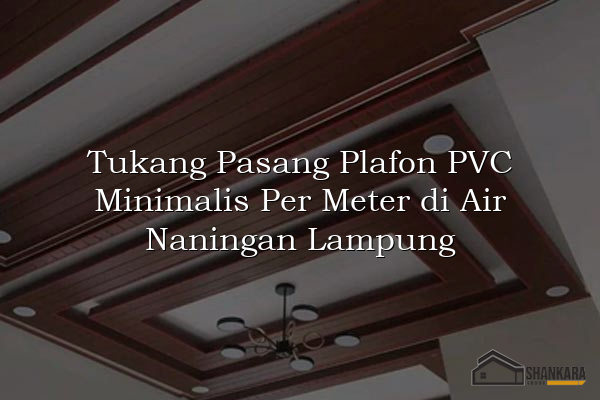 Tukang Pasang Plafon PVC
Minimalis Per Meter di Air
Naningan Lampung
SHANKARA